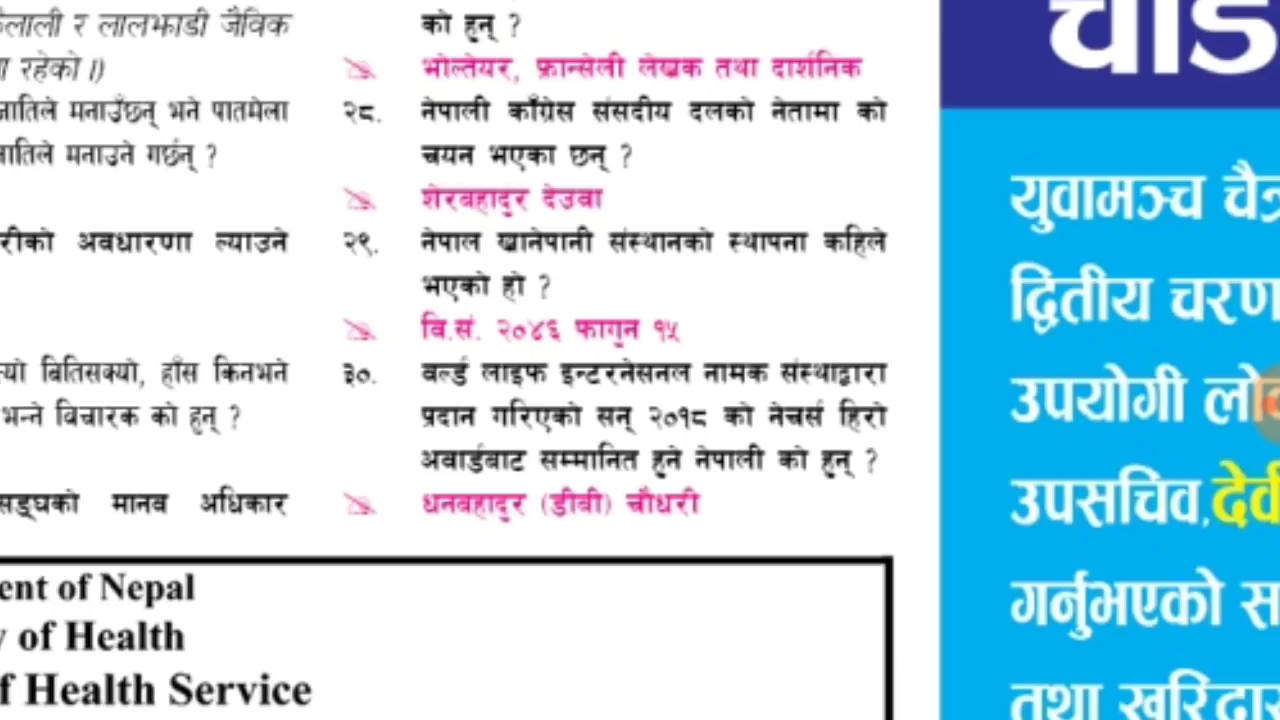 लाली र लालझाडी जैविक
ा रहेको ।)
जातिले मनाउँछन् भने पातमेला
जातिले मनाउने गर्छन् ?
रीको अवधारणा ल्याउने
यो बितिसक्यो, हाँस किनभने
भन्ने विचारक को हुन् ?
सङ्घको मानव अधिकार
को हुन् ?
भोल्तेयर, फ्रान्सेली लेखक तथा दार्शनिक
२८. नेपाली काँग्रेस संसदीय दलको नेतामा को
चयन भएका छन् ?
शेरबहादुर देउवा
२९. नेपाल खानेपानी संस्थानको स्थापना कहिले
भएको हो ?
वि.सं. २०४६ फागुन १५
३०. वर्ल्ड लाइफ इन्टरनेसनल नामक संस्थाद्वारा
प्रदान गरिएको सन् २०१८ को नेचर्स हिरो
अवार्डबाट सम्मानित हुने नेपाली को हुन् ?
धनबहादुर (डीबी) चौधरी
ent of Nepal
y of Health
f Health Service
चाड
युवामञ्च चैत्र
द्वितीय चरण
उपयोगी लो
उपसचिव,देवी
गर्नुभएको स
तथा खरिदार